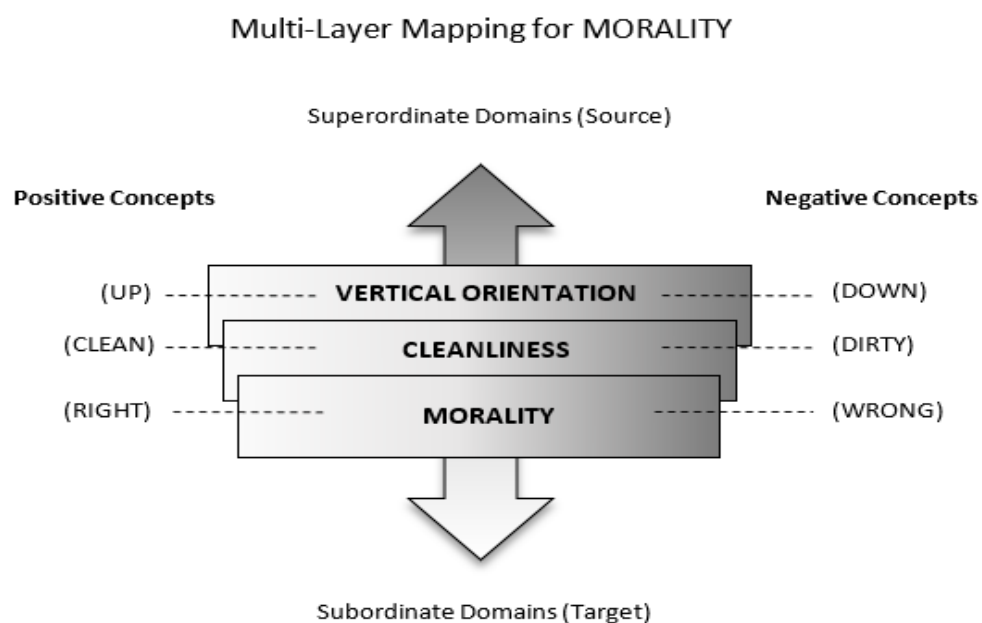 Multi-Layer Mapping for MORALITY
Superordinate Domains (Source)
Positive Concepts
Negative Concepts
(UP)
VERTICAL ORIENTATION
(DOWN)
(CLEAN)
CLEANLINESS
(DIRTY)
(RIGHT)
MORALITY
(WRONG)
Subordinate Domains (Target)